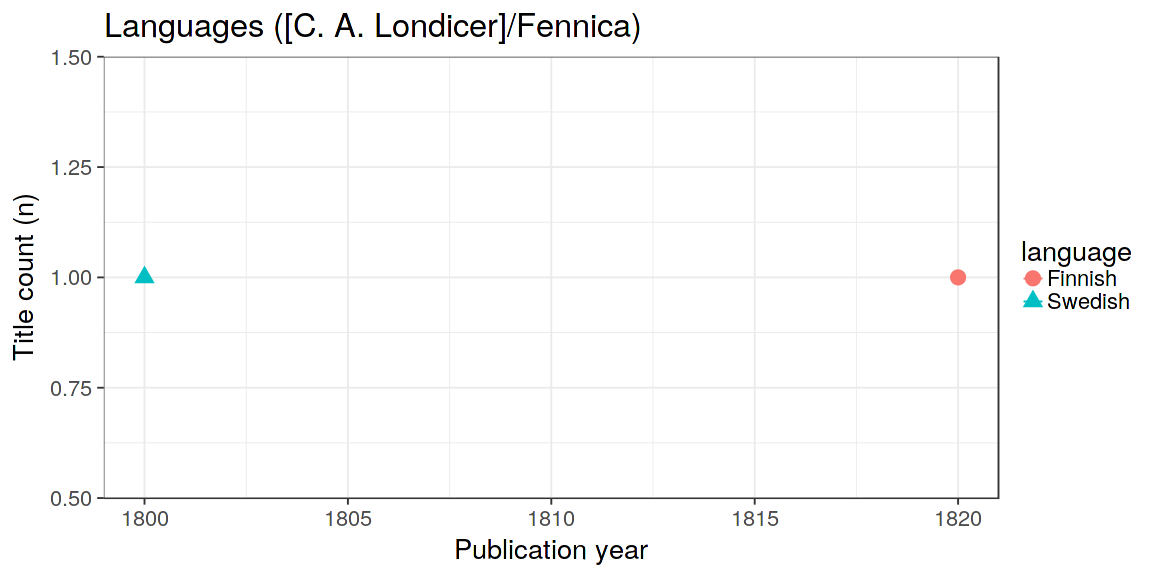 Languages ([C. A. Londicer]/Fennica)
1.50
1.25
1.00
0.75
0.50
Title count (n)
1800 1805 1810 1815 1820
Publication year
language
Finnish
Swedish